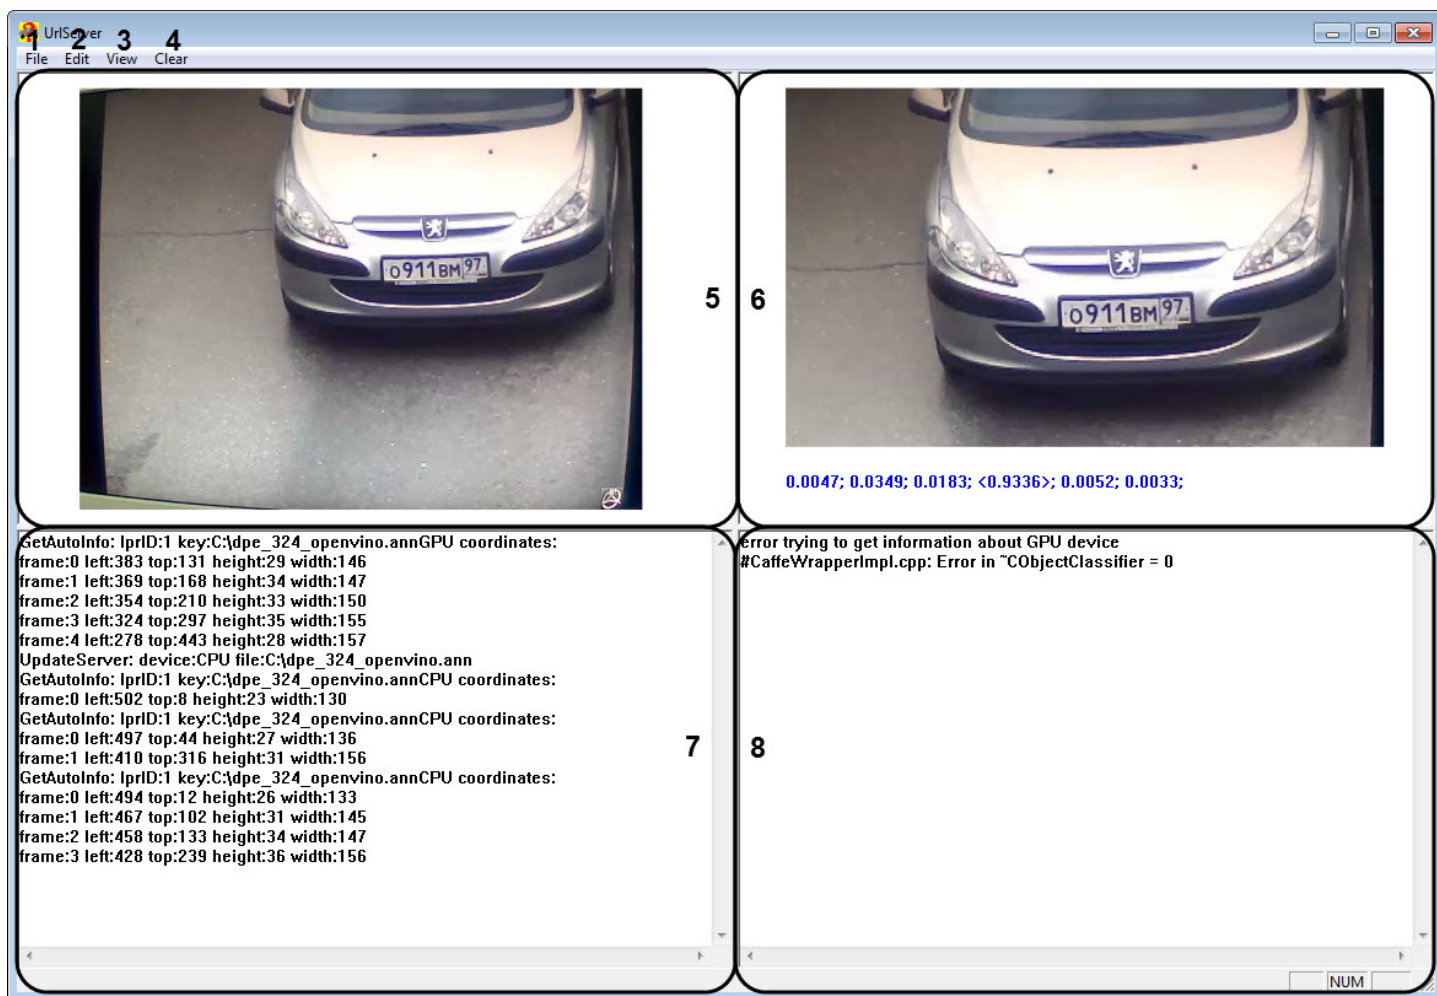 UrlServer
1 2 3 4
File Edit View Clear
О911ВМ 97
5
О911ВМ 97
6
0.0047; 0.0349; 0.0183; <0.9336>; 0.0052; 0.0033;
GetAutoInfo: lprID:1 key:C:\dpe_324_openvino.annGPU coordinates:
frame:0 left:383 top:131 height:29 width:146
frame:1 left:369 top:168 height:34 width:147
frame:2 left:354 top:210 height:33 width:150
frame:3 left:324 top:297 height:35 width:155
frame:4 left:278 top:443 height:28 width:157
UpdateServer: device:CPU file:C:\dpe_324_openvino.ann
GetAutoInfo: lprID:1 key:C:\dpe_324_openvino.annCPU coordinates:
frame:0 left:502 top:8 height:23 width:130
GetAutoInfo: lprID:1 key:C:\dpe_324_openvino.annCPU coordinates:
frame:0 left:497 top:44 height:27 width:136
frame:1 left:410 top:316 height:31 width:156
GetAutoInfo: lprID:1 key:C:\dpe_324_openvino.annCPU coordinates:
frame:0 left:494 top:12 height:26 width:133
frame:1 left:467 top:102 height:31 width:145
frame:2 left:458 top:133 height:34 width:147
frame:3 left:428 top:239 height:36 width:156
7
error trying to get information about GPU device
#CaffeWrapperImpl.cpp: Error in ~CObjectClassifier = 0
8
NUM